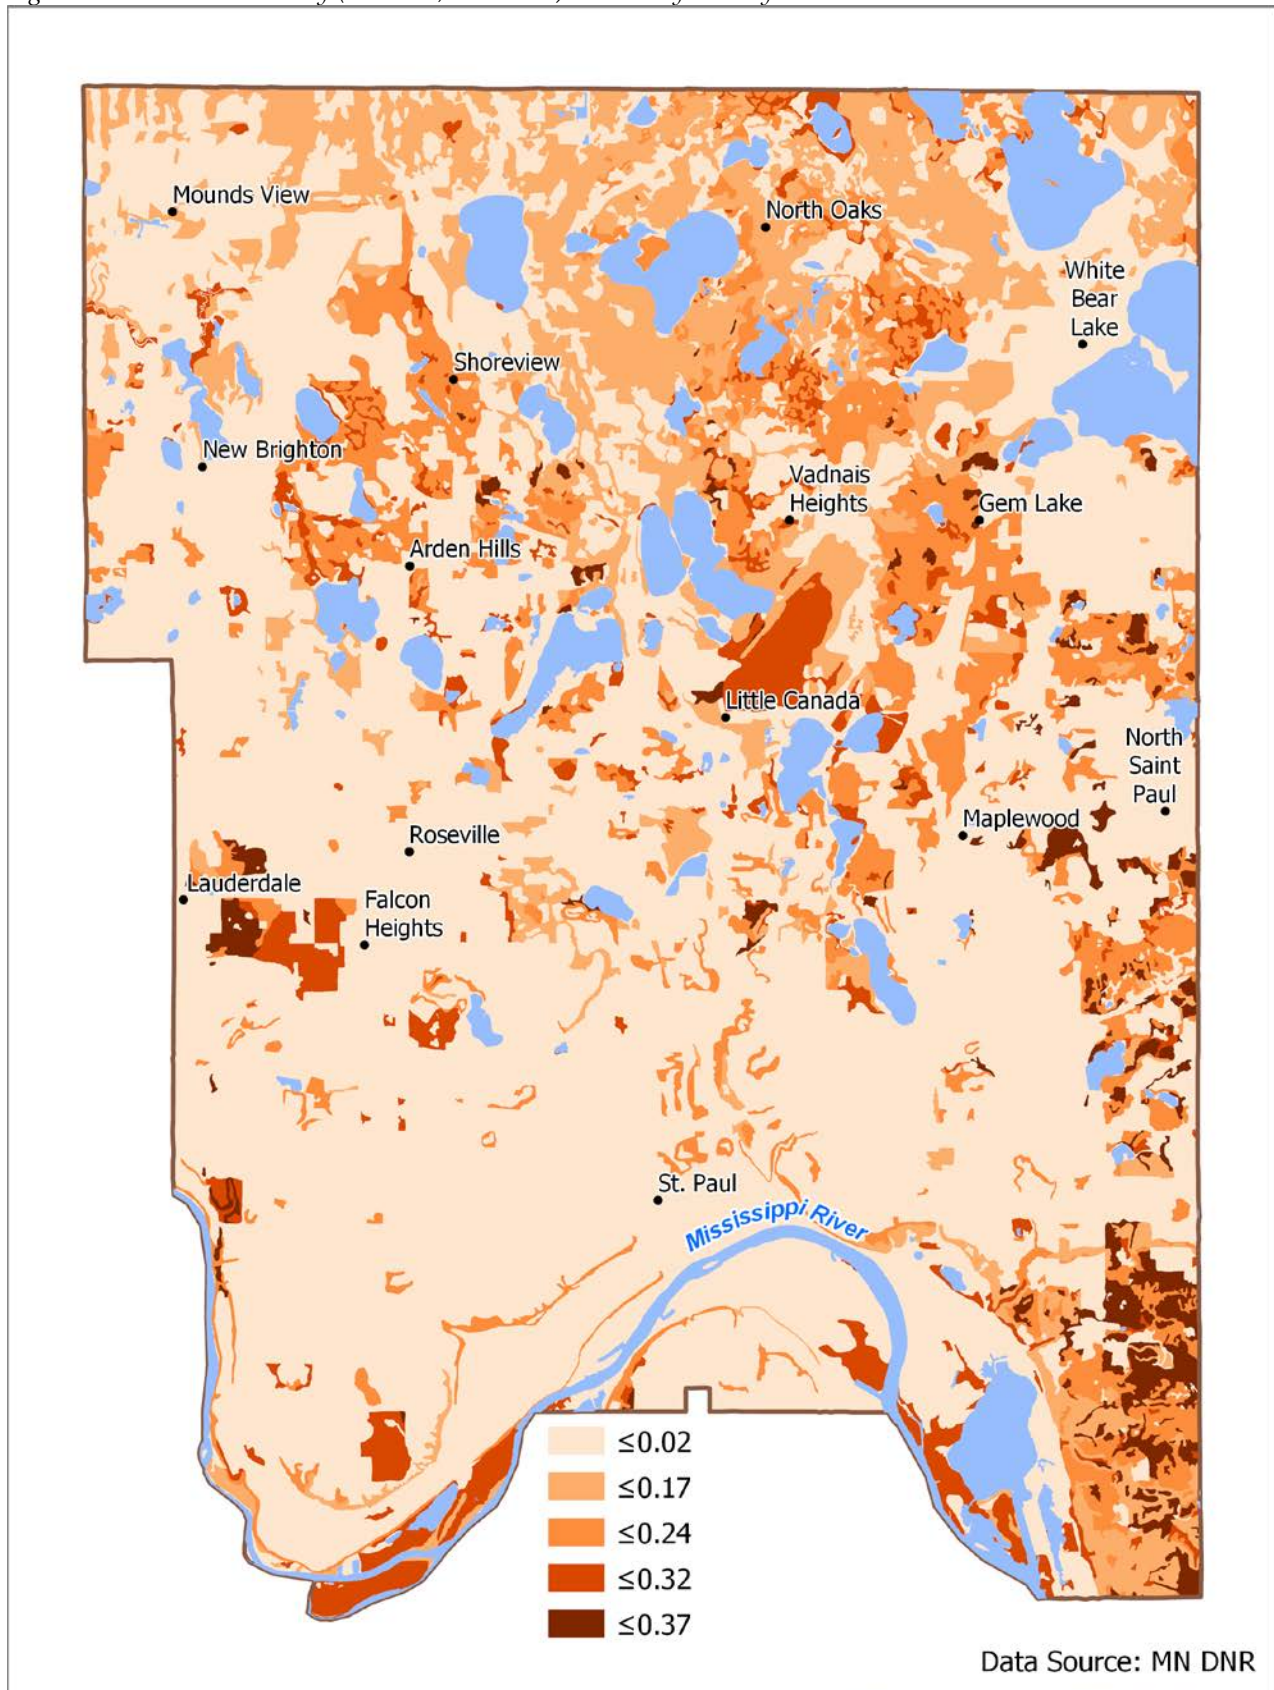 Mounds View
North Oaks
White
Bear
Lake
Shoreview
New Brighton
Vadnais
Heights
Gem Lake
Arden Hills
Little Canada
North
Saint
Paul
Maplewood
Roseville
Lauderdale
Falcon
Heights
St. Paul
Mississippi River
≤0.02
≤0.17
≤0.24
≤0.32
≤0.37
Data Source: MN DNR